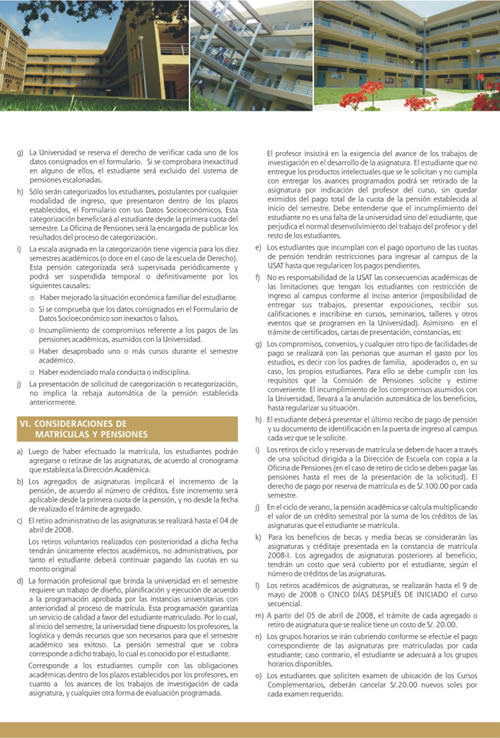 g) La Universidad se reserva el derecho de verificar cada uno de los
datos consignados en el formulario. Si se comprobara inexactitud
en alguno de ellos, el estudiante será excluido del sistema de
pensiones escalonadas.
h) Sólo serán categorizados los estudiantes, postulantes por cualquier
modalidad de ingreso, que presentaron dentro de los plazos
establecidos, el Formulario con sus Datos Socioeconómicos. Esta
categorización beneficiará al estudiante desde la primera cuota del
semestre. La Oficina de Pensiones será la encargada de publicar los
resultados del proceso de categorización.
i) La escala asignada en la categorización tiene vigencia para los diez
semestres académicos (o doce en el caso de la escuela de Derecho).
Esta pensión categorizada será supervisada periódicamente y
podrá ser suspendida temporal o definitivamente por los
siguientes causales:
o Haber mejorado la situación económica familiar del estudiante.
o Si se comprueba que los datos consignados en el Formulario de
Datos Socioeconómico son inexactos o falsos.
o Incumplimiento de compromisos referente a los pagos de las
pensiones académicas, asumidos con la Universidad.
o Haber desaprobado uno o más cursos durante el semestre
académico.
o Haber evidenciado mala conducta o indisciplina.
j) La presentación de solicitud de categorización o recategorización,
no implica la rebaja automática de la pensión establecida
anteriormente.
VI. CONSIDERACIONES DE
MATRÍCULAS Y PENSIONES
a) Luego de haber efectuado la matrícula, los estudiantes podrán
agregarse o retirase de las asignaturas, de acuerdo al cronograma
que establezca la Dirección Académica.
b) Los agregados de asignaturas implicará el incremento de la
pensión, de acuerdo al número de créditos. Este incremento será
aplicable desde la primera cuota de la pensión, y no desde la fecha
de realizado el trámite de agregado.
c) El retiro administrativo de las asignaturas se realizará hasta el 04 de
abril de 2008.
Los retiros voluntarios realizados con posterioridad a dicha fecha
tendrán únicamente efectos académicos, no administrativos, por
tanto el estudiante deberá continuar pagando las cuotas en su
monto original
d) La formación profesional que brinda la universidad en el semestre
requiere un trabajo de diseño, planificación y ejecución de acuerdo
a la programación aprobada por las instancias universitarias con
anterioridad al proceso de matrícula. Esta programación garantiza
un servicio de calidad a favor del estudiante matriculado. Por lo cual,
al inicio del semestre, la universidad tiene dispuesto los profesores, la
logística y demás recursos que son necesarios para que el semestre
académico sea exitoso. La pensión semestral que se cobra
corresponde a dicho trabajo, lo cual es conocido por el estudiante.
Corresponde a los estudiantes cumplir con las obligaciones
académicas dentro de los plazos establecidos por los profesores, en
cuanto a los avances de los trabajos de investigación de cada
asignatura, y cualquier otra forma de evaluación programada.
El profesor insistirá en la exigencia del avance de los trabajos de
investigación en el desarrollo de la asignatura. El estudiante que no
entregue los productos intelectuales que se le solicitan y no cumpla
con entregar los avances programados podrá ser retirado de la
asignatura por indicación del profesor del curso, sin quedar
eximidos del pago total de la cuota de la pensión establecida al
inicio del semestre. Debe entenderse que el incumplimiento del
estudiante no es una falta de la universidad sino del estudiante, que
perjudica el normal desenvolvimiento del trabajo del profesor y del
resto de los estudiantes.
e) Los estudiantes que incumplan con el pago oportuno de las cuotas
de pensión tendrán restricciones para ingresar al campus de la
USAT hasta que regularicen los pagos pendientes.
f) No es responsabilidad de la USAT las consecuencias académicas de
las limitaciones que tengan los estudiantes con restricción de
ingreso al campus conforme al inciso anterior (imposibilidad de
entregar sus trabajos, presentar exposiciones, recibir sus
calificaciones e inscribirse en cursos, seminarios, talleres y otros
eventos que se programen en la Universidad). Asimismo en el
trámite de certificados, cartas de presentación, constancias, etc
g) Los compromisos, convenios, y cualquier otro tipo de facilidades de
pago se realizará con las personas que asuman el gasto por los
estudios, es decir con los padres de familia, apoderados o, en su
caso, los propios estudiantes. Para ello se debe cumplir con los
requisitos que la Comisión de Pensiones solicite y estime
conveniente. El incumplimiento de los compromisos asumidos con
la Universidad, llevará a la anulación automática de los beneficios,
hasta regularizar su situación.
h) El estudiante deberá presentar el último recibo de pago de pensión
y su documento de identificación en la puerta de ingreso al campus
cada vez que se le solicite.
i) Los retiros de ciclo y reservas de matrícula se deben de hacer a través
de una solicitud dirigida a la Dirección de Escuela con copia a la
Oficina de Pensiones (en el caso de retiro de ciclo se deben pagar las
pensiones hasta el mes de la presentación de la solicitud). El
derecho de pago por reserva de matrícula es de S/.100.00 por cada
semestre.
j) En el ciclo de verano, la pensión académica se calcula multiplicando
el valor de un crédito semestral por la suma de los créditos de las
asignaturas que el estudiante se matrícula.
k) Para los beneficios de becas y media becas se considerarán las
asignaturas y créditaje presentada en la constancia de matrícula
2008-I. Los agregados de asignaturas posteriores al beneficio,
tendrán un costo que será cubierto por el estudiante, según el
número de créditos de las asignaturas.
l) Los retiros académicos de asignaturas, se realizarán hasta el 9 de
mayo de 2008 o CINCO DÍAS DESPUÉS DE INICIADO el curso
secuencial.
m) A partir del 05 de abril de 2008, el trámite de cada agregado o
retiro de asignatura que se realice tiene un costo de S/. 20.00.
n) Los grupos horarios se irán cubriendo conforme se efectúe el pago
correspondiente de las asignaturas pre matriculadas por cada
estudiante; caso contrario, el estudiante se adecuará a los grupos
horarios disponibles.
o) Los estudiantes que soliciten examen de ubicación de los Cursos
Complementarios, deberán cancelar S/.20.00 nuevos soles por
cada examen requerido.